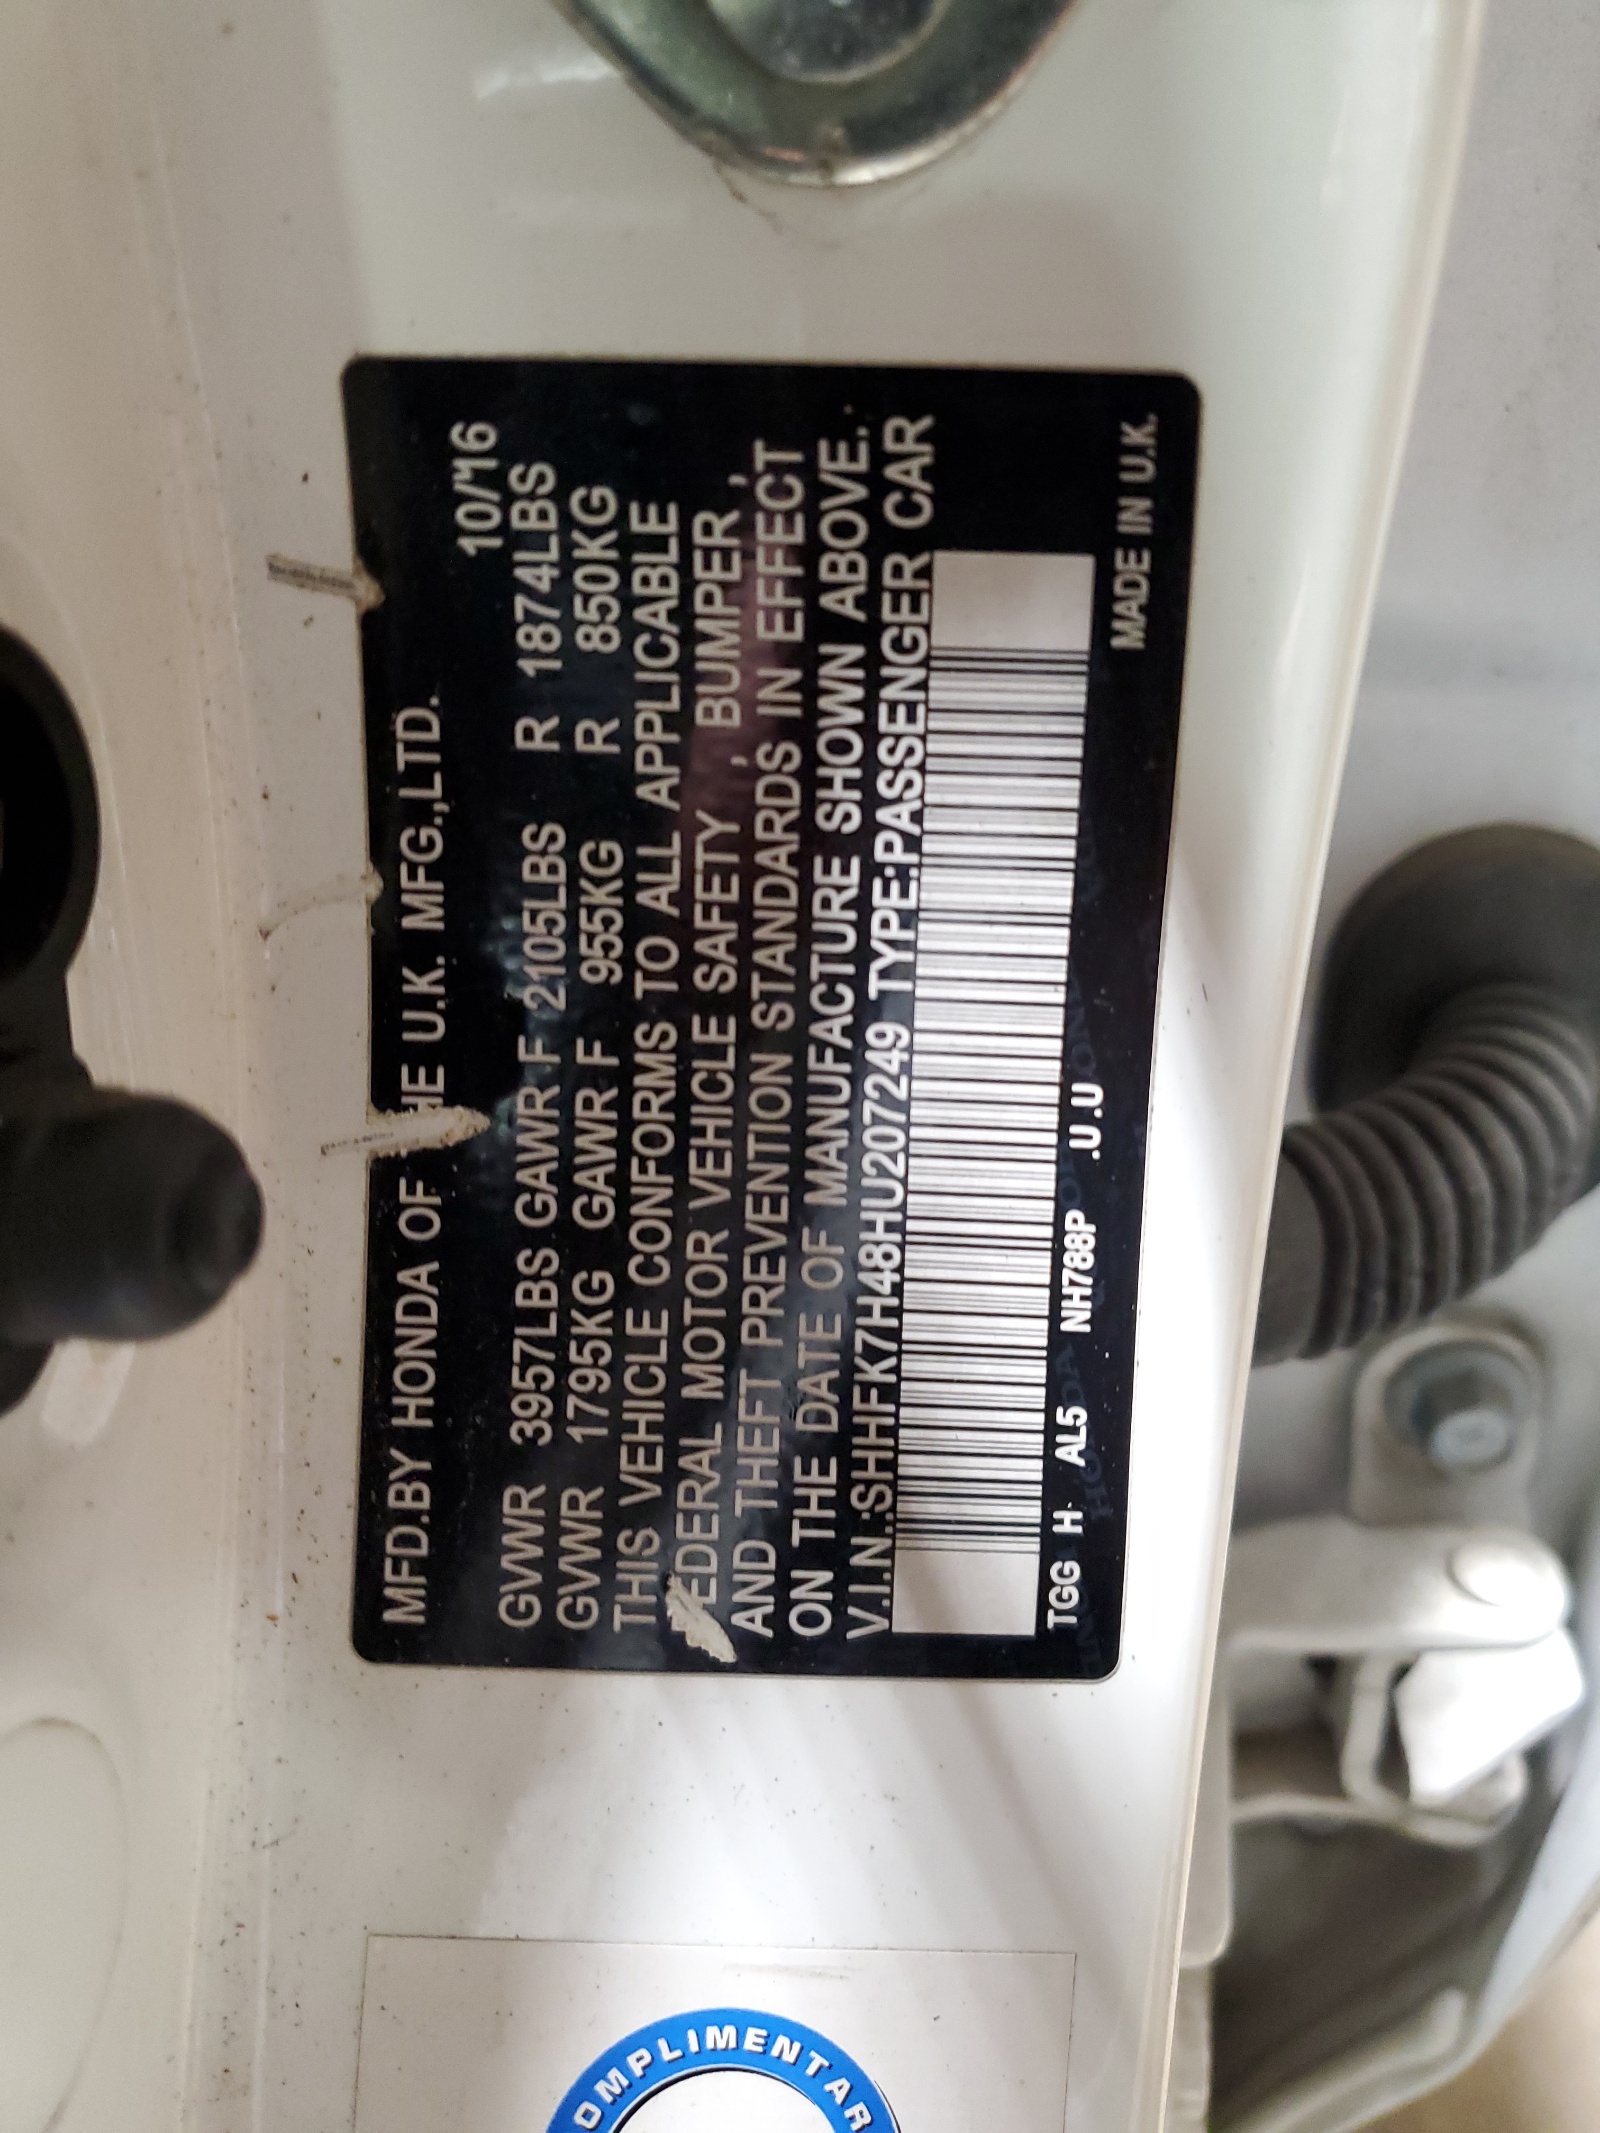 MFD.BY HONDA OF THE U.K. MFG.,LTD.
10/'16
GVWR 3957LBS GAWR F 2105LBS R 1874LBS
GVWR 1795KG GAWR F 955KG R 850KG
THIS VEHICLE CONFORMS TO ALL APPLICABLE
FEDERAL MOTOR VEHICLE SAFETY , BUMPER ,
AND THEFT PREVENTION STANDARDS IN EFFECT
ON THE DATE OF MANUFACTURE SHOWN ABOVE.
V.I.N.:SHHFK7H48HU207249 TYPE:PASSENGER CAR
TGG H AL5 NH788P .U.U
MADE IN U.K.